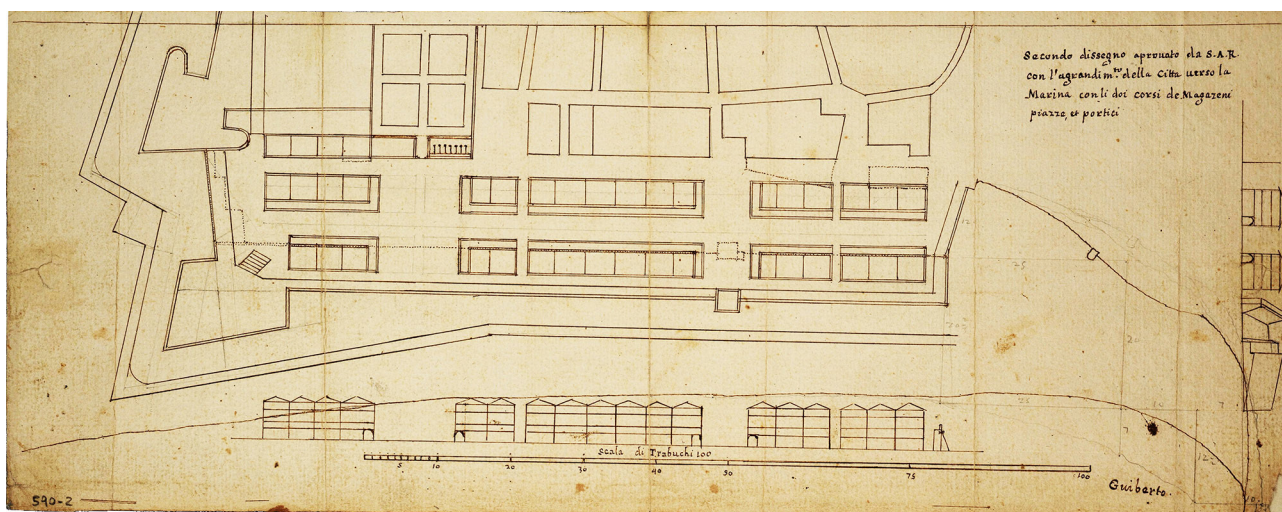 Secondo dissegno aprouato da S.A.R.
con l'agrandim.to della Citta uerso la
Marina con li doi corsi de Magazeni
piazze, et portici
Scala di Trabuchi 100
5 10 20 30 40 50 75 100
Guiberto.
590-2